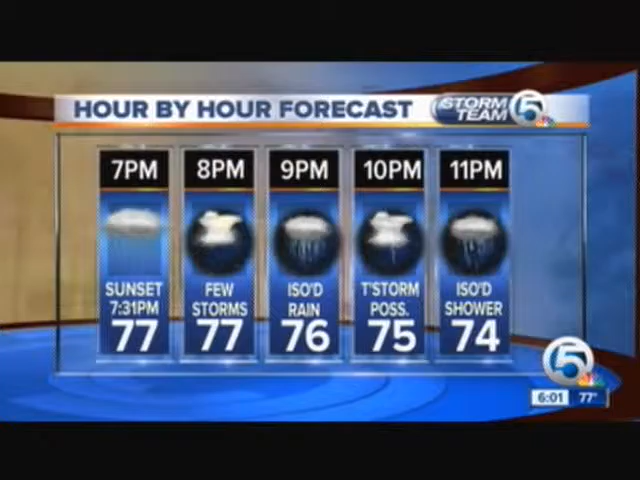 HOUR BY HOUR FORECAST
STORM
TEAM
5
7PM
8PM
9PM
10PM
11PM
SUNSET
7:31PM
77
FEW
STORMS
77
ISO'D
RAIN
76
T'STORM
POSS.
75
ISO'D
SHOWER
74
5
6:01
77°